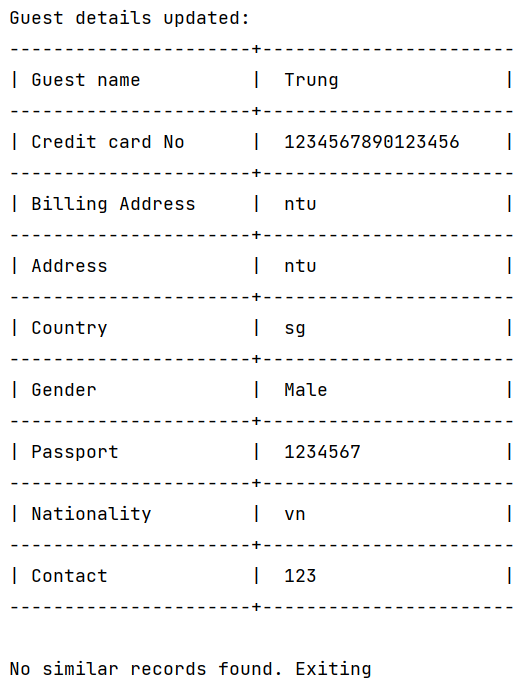 Guest details updated:
----------------------+-----------------------
| Guest name          |  Trung               |
----------------------+-----------------------
| Credit card No      |  1234567890123456    |
----------------------+-----------------------
| Billing Address     |  ntu                 |
----------------------+-----------------------
| Address             |  ntu                 |
----------------------+-----------------------
| Country             |  sg                  |
----------------------+-----------------------
| Gender              |  Male                |
----------------------+-----------------------
| Passport            |  1234567             |
----------------------+-----------------------
| Nationality         |  vn                  |
----------------------+-----------------------
| Contact             |  123                 |
----------------------+-----------------------
No similar records found. Exiting